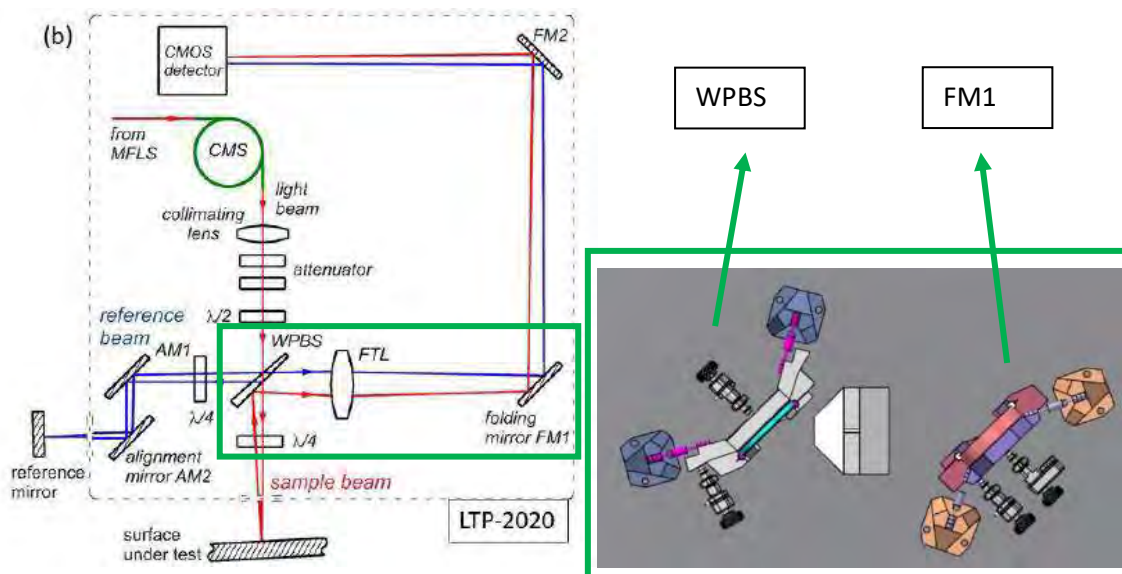 (b)
CMOS
detector
FM2
from
MFLS
CMS
light
beam
collimating
lens
attenuator
λ/2
reference
beam
AM1
WPBS
FTL
λ/4
λ/4
folding
mirror FM1
alignment
mirror AM2
reference
mirror
sample beam
LTP-2020
surface
under test
WPBS
FM1